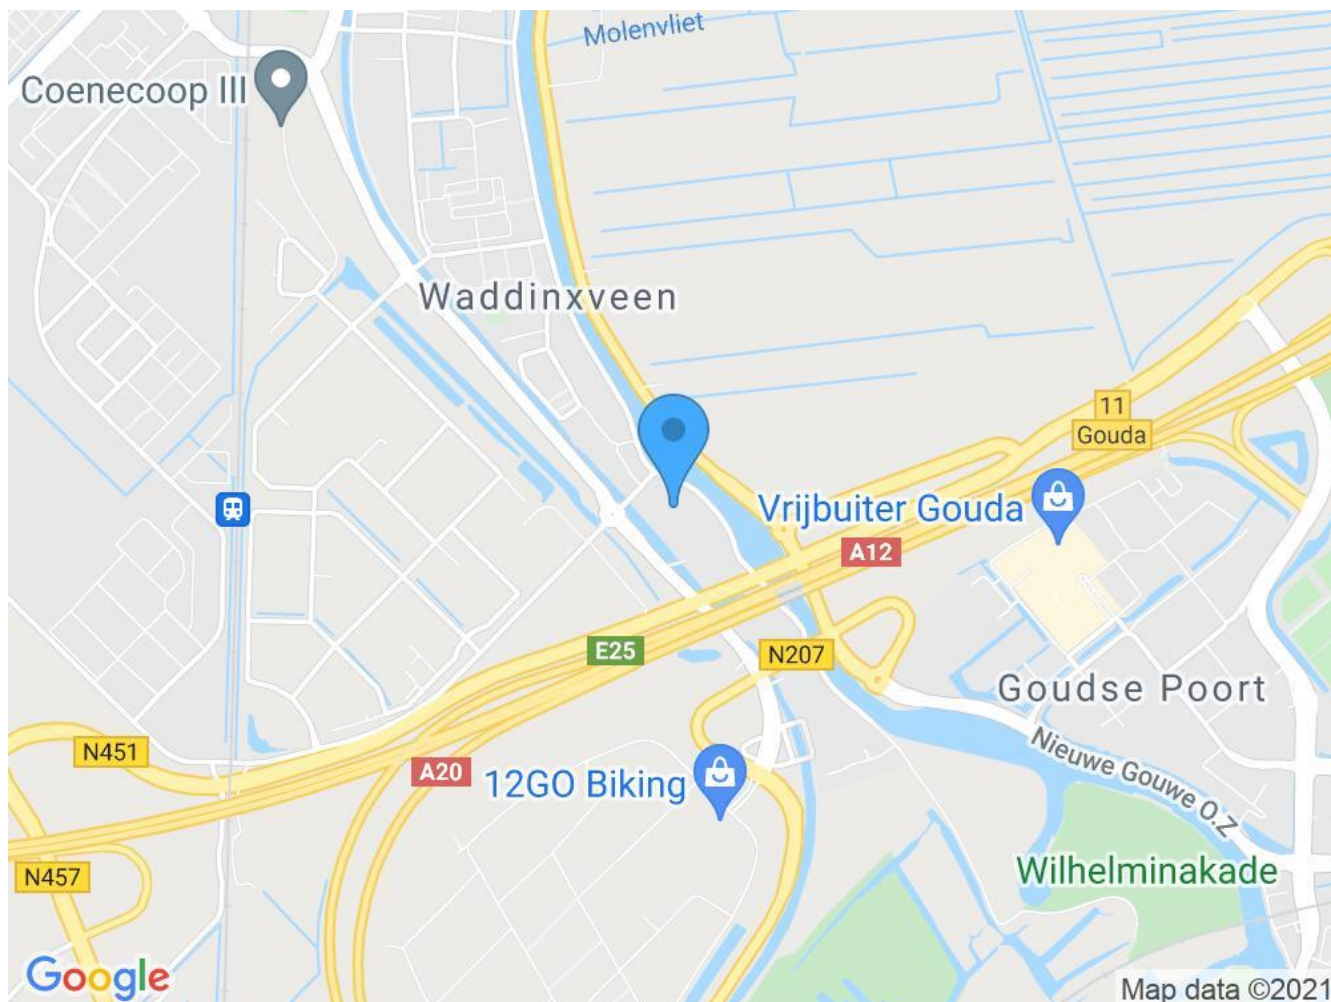 Molenvliet
Coenecoop III
Waddinxveen
11
Gouda
Vrijbuiter Gouda
A12
E25
N207
Goudse Poort
N451
A20
12GO Biking
Nieuwe Gouwe O.Z
Wilhelminakade
N457
Google
Map data ©2021